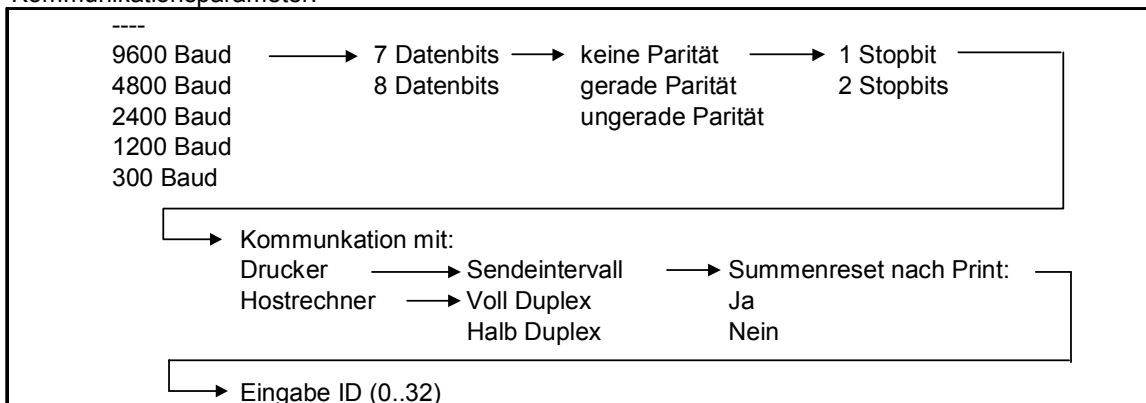 Kommunikationsparameter:
----
9600 Baud 7 Datenbits keine Parität 1 Stopbit
4800 Baud 8 Datenbits gerade Parität 2 Stopbits
2400 Baud ungerade Parität
1200 Baud
300 Baud
Kommunkation mit:
Drucker Sendeintervall Summenreset nach Print:
Hostrechner Voll Duplex Ja
Halb Duplex Nein
Eingabe ID (0..32)